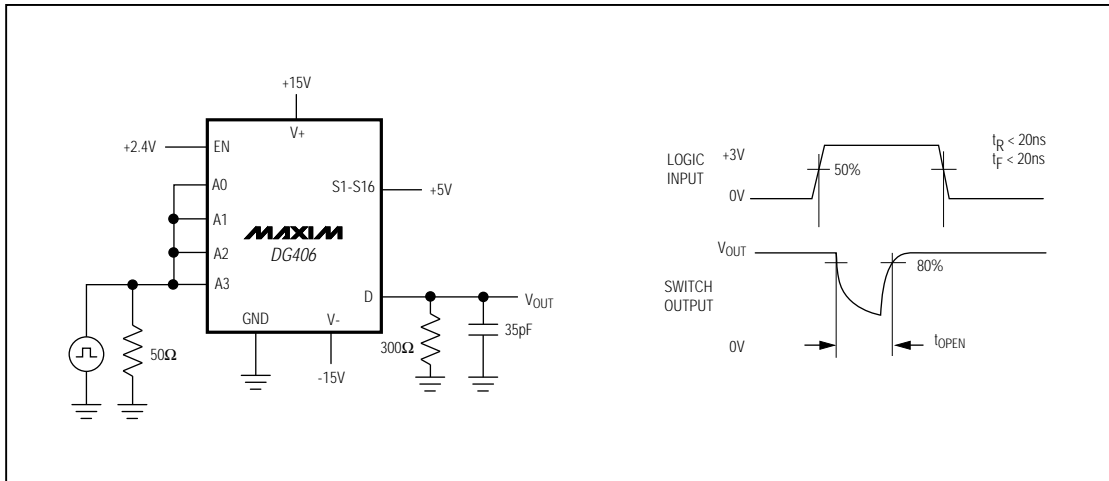 +15V
V+
+2.4V
EN
A0
S1-S16
+5V
A1
MAXIM
DG406
A2
A3
D
VOUT
GND
V-
50Ω
300Ω
35pF
-15V
LOGIC
INPUT
+3V
0V
50%
tR < 20ns
tF < 20ns
VOUT
SWITCH
OUTPUT
80%
0V
tOPEN